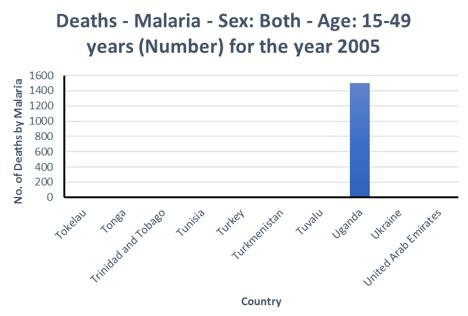 Deaths - Malaria - Sex: Both - Age: 15-49
years (Number) for the year 2005
No. of Deaths by Malaria
1600
1400
1200
1000
800
600
400
200
0
Tokelau
Tonga
Trinidad and Tobago
Tunisia
Turkey
Turkmenistan
Tuvalu
Uganda
Ukraine
United Arab Emirates
Country